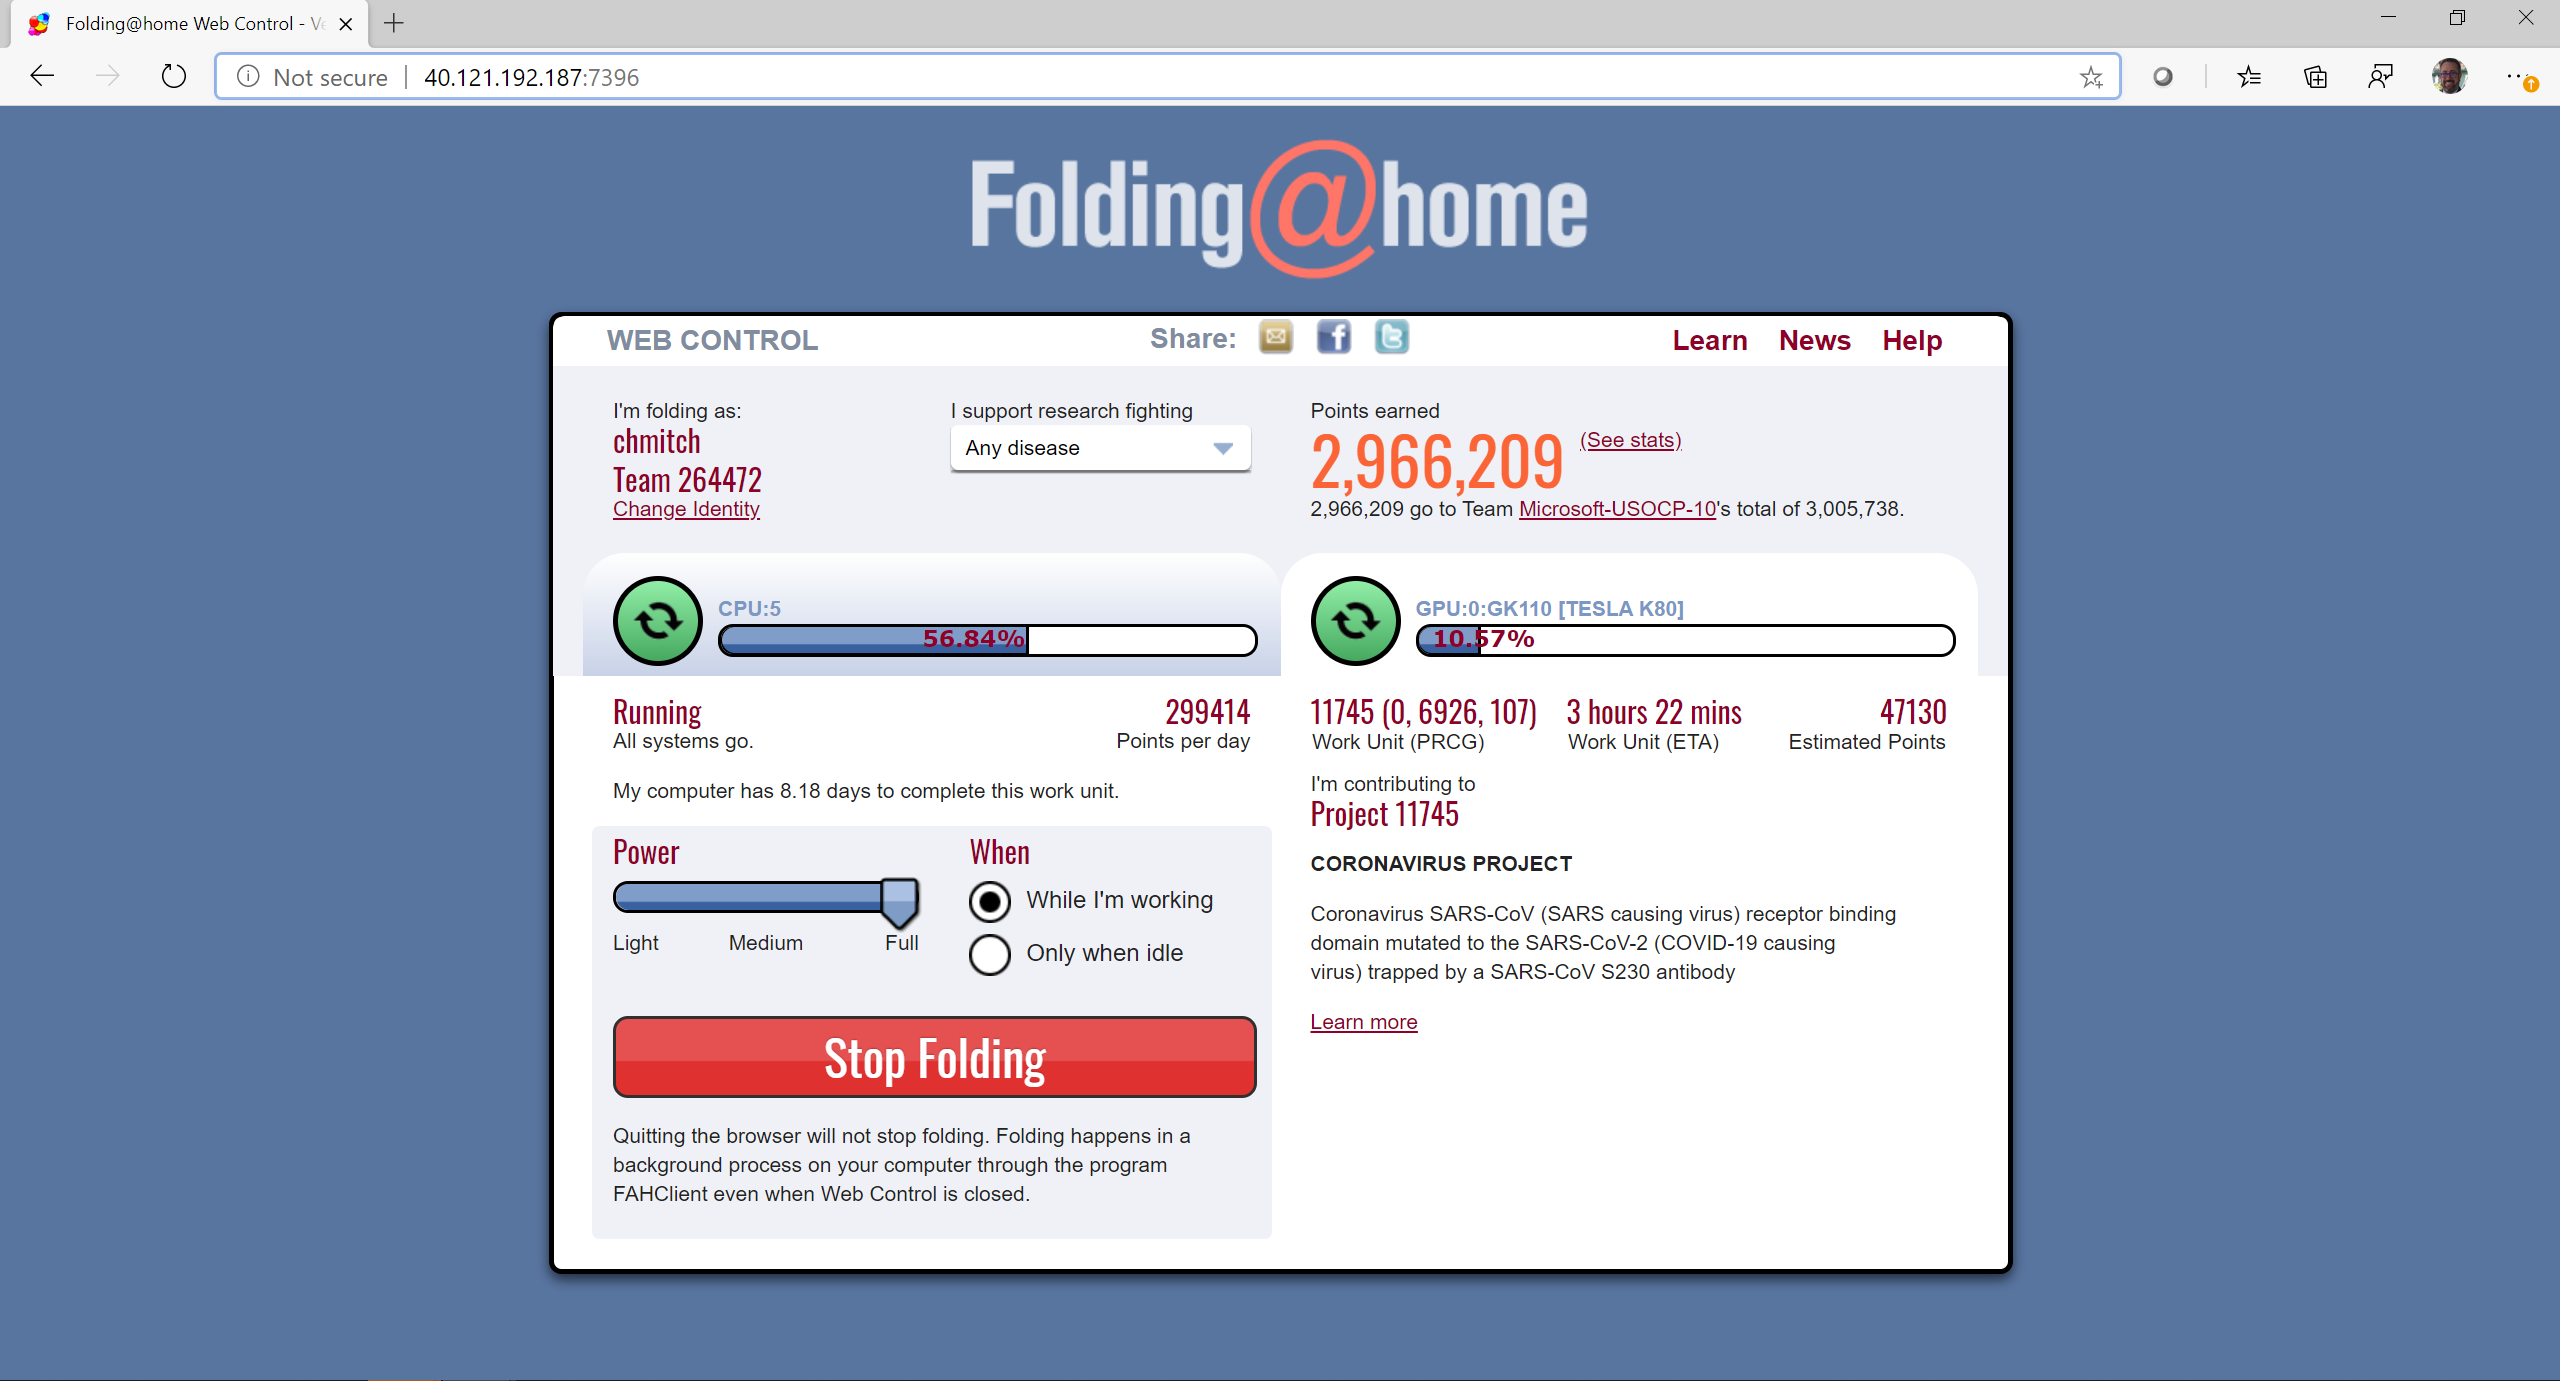 Folding@home Web Control - Ve
Not secure
40.121.192.187:7396
Folding@home
WEB CONTROL
Share:
Learn
News
Help
I'm folding as:
chmitch
Team 264472
Change Identity
I support research fighting
Any disease
Points earned
2,966,209
(See stats)
2,966,209 go to Team Microsoft-USOCP-10's total of 3,005,738.
CPU:5
56.84%
GPU:0:GK110 [TESLA K80]
10.57%
Running
All systems go.
299414
Points per day
My computer has 8.18 days to complete this work unit.
Power
Light
Medium
Full
When
While I'm working
Only when idle
Stop Folding
Quitting the browser will not stop folding. Folding happens in a
background process on your computer through the program
FAHClient even when Web Control is closed.
11745 (0, 6926, 107)
Work Unit (PRCG)
3 hours 22 mins
Work Unit (ETA)
47130
Estimated Points
I'm contributing to
Project 11745
CORONAVIRUS PROJECT
Coronavirus SARS-CoV (SARS causing virus) receptor binding
domain mutated to the SARS-CoV-2 (COVID-19 causing
virus) trapped by a SARS-CoV S230 antibody
Learn more